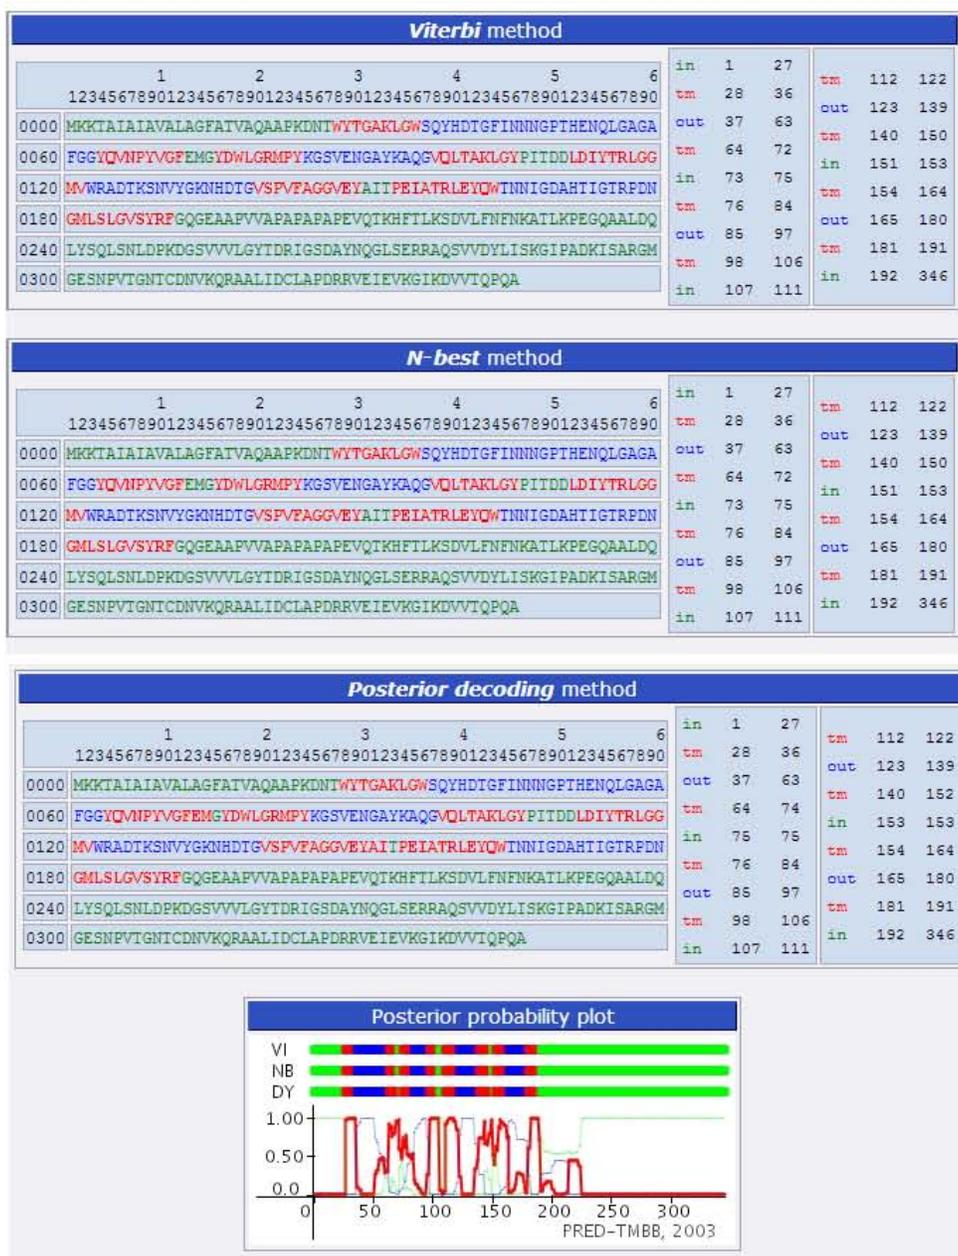 Viterbi method
1 2 3 4 5 6
123456789012345678901234567890123456789012345678901234567890
0000 MKKTAIAIAVALAGFATVAQAAPKDNTWYTGAKLGWSQYHDTGFINNNGPTHENQLGAGA
0060 FGGYQVNPYVGFEMGYDWLGRMPYKGSVENGAYKAQGVQLTAKLGYPITDDLDIYTRLGG
0120 MVWRADTKSNVYGKNHDTGVSPVFAGGVEYAITPEIATRLEYQWTNNIGDAHTIGTRPDN
0180 GMLSLGVSYRFGQGEAAPVVAPAPAPAPEVQTKHFTLKSDVLFNFNKATLKPEGQAALDQ
0240 LYSQLSNLDPKDGSVVVLGYTDRIGSDAYNQGLSERRAQSVVDYLISKGIPADKISARGM
0300 GESNPVTGNTCDNVKQRAALIDCLAPDRRVEIEVKGIKDVVTQPQA
in 1 27
tm 28 36
out 37 63
tm 64 72
in 73 75
tm 76 84
out 85 97
tm 98 106
in 107 111
tm 112 122
out 123 139
tm 140 150
in 151 153
tm 154 164
out 165 180
tm 181 191
in 192 346
N-best method
1 2 3 4 5 6
123456789012345678901234567890123456789012345678901234567890
0000 MKKTAIAIAVALAGFATVAQAAPKDNTWYTGAKLGWSQYHDTGFINNNGPTHENQLGAGA
0060 FGGYQVNPYVGFEMGYDWLGRMPYKGSVENGAYKAQGVQLTAKLGYPITDDLDIYTRLGG
0120 MVWRADTKSNVYGKNHDTGVSPVFAGGVEYAITPEIATRLEYQWTNNIGDAHTIGTRPDN
0180 GMLSLGVSYRFGQGEAAPVVAPAPAPAPEVQTKHFTLKSDVLFNFNKATLKPEGQAALDQ
0240 LYSQLSNLDPKDGSVVVLGYTDRIGSDAYNQGLSERRAQSVVDYLISKGIPADKISARGM
0300 GESNPVTGNTCDNVKQRAALIDCLAPDRRVEIEVKGIKDVVTQPQA
in 1 27
tm 28 36
out 37 63
tm 64 72
in 73 75
tm 76 84
out 85 97
tm 98 106
in 107 111
tm 112 122
out 123 139
tm 140 150
in 151 153
tm 154 164
out 165 180
tm 181 191
in 192 346
Posterior decoding method
1 2 3 4 5 6
123456789012345678901234567890123456789012345678901234567890
0000 MKKTAIAIAVALAGFATVAQAAPKDNTWYTGAKLGWSQYHDTGFINNNGPTHENQLGAGA
0060 FGGYQVNPYVGFEMGYDWLGRMPYKGSVENGAYKAQGVQLTAKLGYPITDDLDIYTRLGG
0120 MVWRADTKSNVYGKNHDTGVSPVFAGGVEYAITPEIATRLEYQWTNNIGDAHTIGTRPDN
0180 GMLSLGVSYRFGQGEAAPVVAPAPAPAPEVQTKHFTLKSDVLFNFNKATLKPEGQAALDQ
0240 LYSQLSNLDPKDGSVVVLGYTDRIGSDAYNQGLSERRAQSVVDYLISKGIPADKISARGM
0300 GESNPVTGNTCDNVKQRAALIDCLAPDRRVEIEVKGIKDVVTQPQA
in 1 27
tm 28 36
out 37 63
tm 64 74
in 75 75
tm 76 84
out 85 97
tm 98 106
in 107 111
tm 112 122
out 123 139
tm 140 152
in 153 153
tm 154 164
out 165 180
tm 181 191
in 192 346
Posterior probability plot
VI
NB
DY
1.00
0.50
0.0
0 50 100 150 200 250 300
PRED-TMBB, 2003